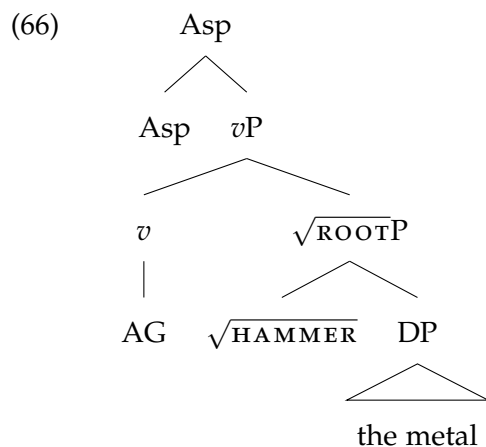 (66) Asp
Asp vP
v √ROOTP
AG √HAMMER DP
the metal